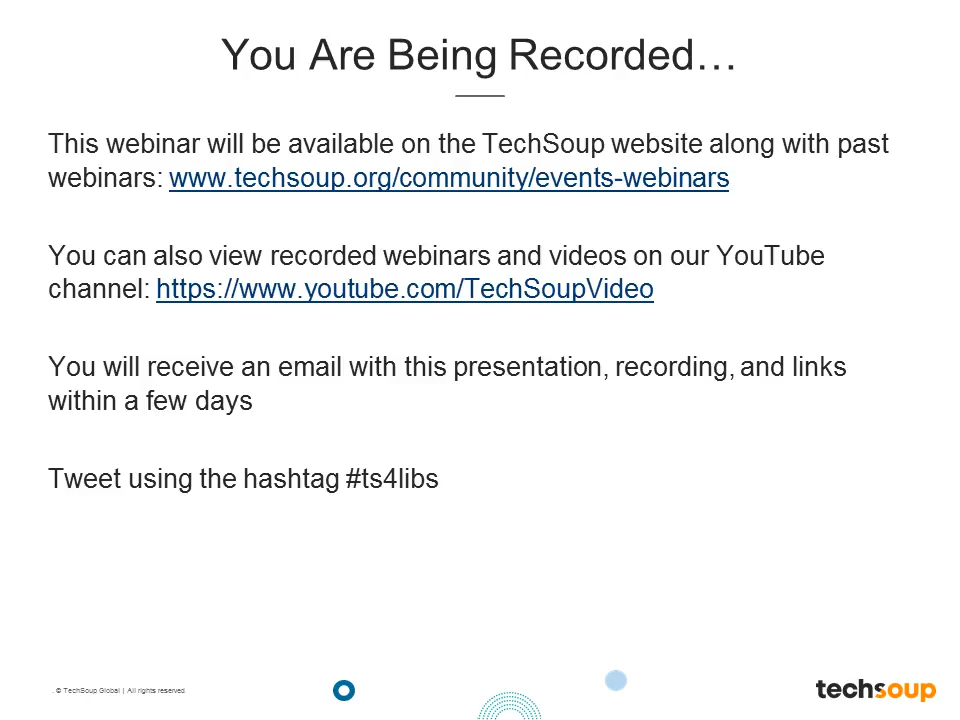 You Are Being Recorded…
This webinar will be available on the TechSoup website along with past
webinars: www.techsoup.org/community/events-webinars
You can also view recorded webinars and videos on our YouTube
channel: https://www.youtube.com/TechSoupVideo
You will receive an email with this presentation, recording, and links
within a few days
Tweet using the hashtag #ts4libs
. © TechSoup Global | All rights reserved.
techsoup